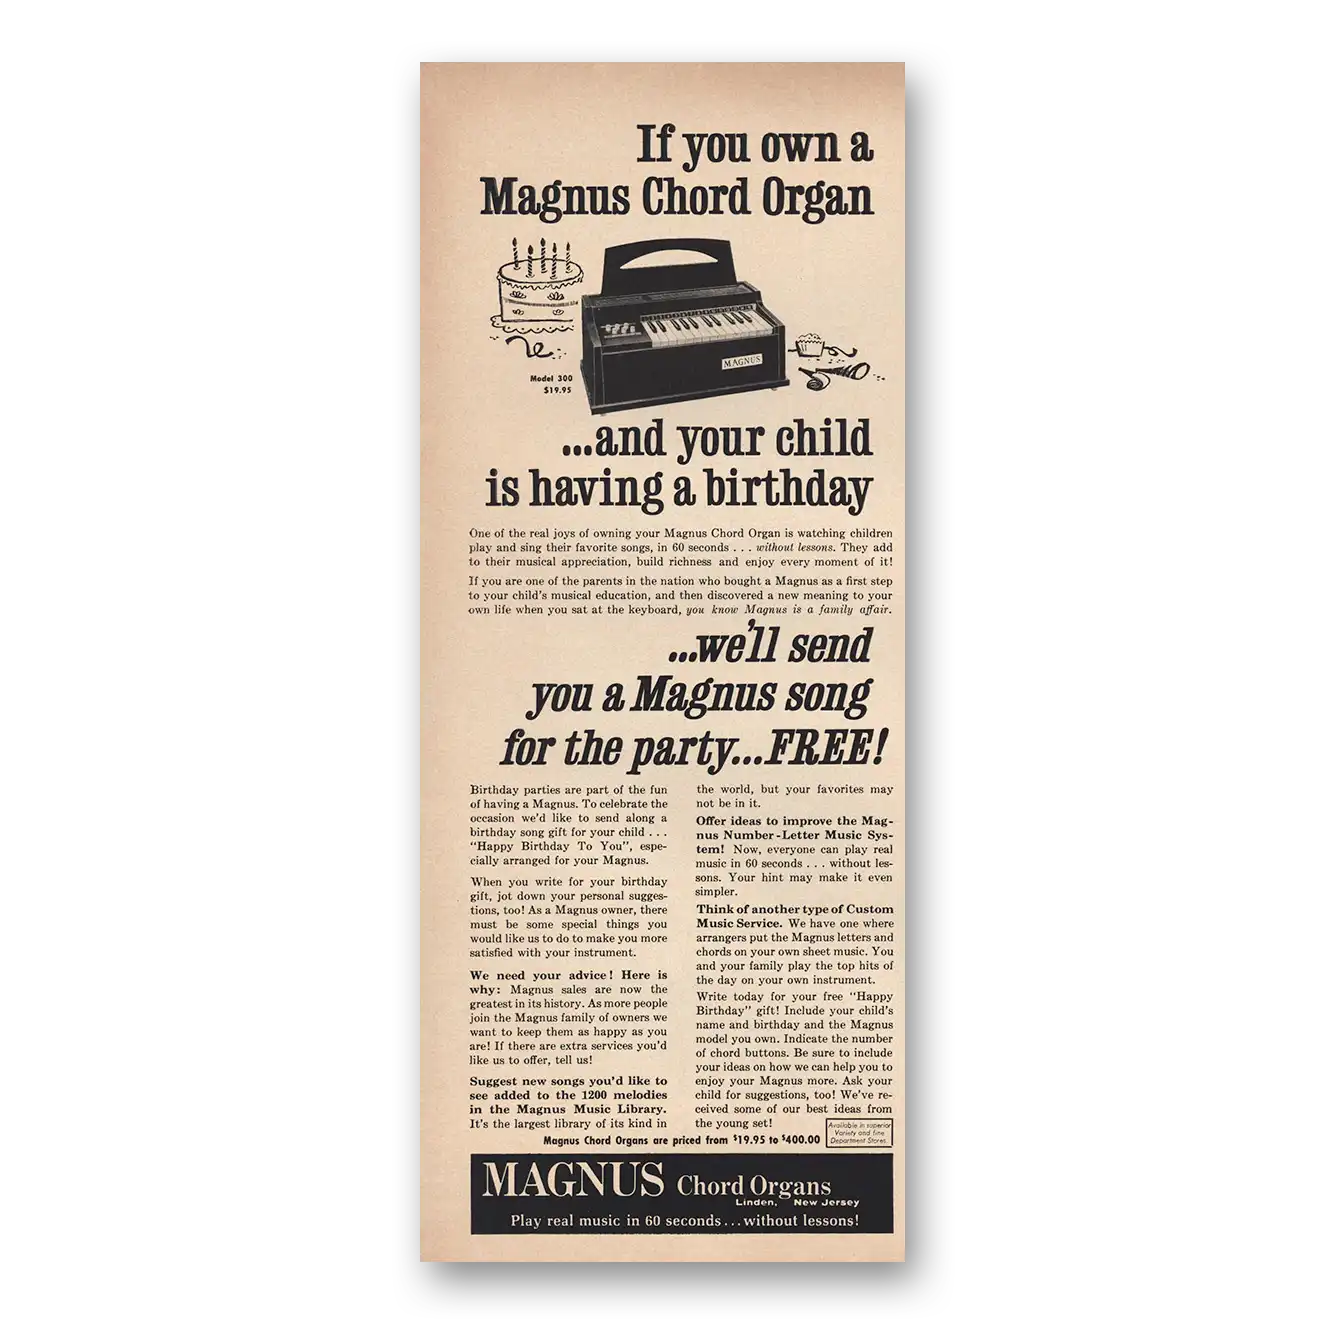 If you own a
Magnus Chord Organ
MAGNUS
Model 300
$19.95
...and your child
is having a birthday
One of the real joys of owning your Magnus Chord Organ is watching children
play and sing their favorite songs, in 60 seconds . . . without lessons. They add
to their musical appreciation, build richness and enjoy every moment of it!
If you are one of the parents in the nation who bought a Magnus as a first step
to your child's musical education, and then discovered a new meaning to your
own life when you sat at the keyboard, you know Magnus is a family affair.
...we'll send
you a Magnus song
for the party...FREE!
Birthday parties are part of the fun
of having a Magnus. To celebrate the
occasion we'd like to send along a
birthday song gift for your child . . .
"Happy Birthday To You", espe-
cially arranged for your Magnus.
When you write for your birthday
gift, jot down your personal sugges-
tions, too! As a Magnus owner, there
must be some special things you
would like us to do to make you more
satisfied with your instrument.
We need your advice! Here is
why: Magnus sales are now the
greatest in its history. As more people
join the Magnus family of owners we
want to keep them as happy as you
are! If there are extra services you'd
like us to offer, tell us!
Suggest new songs you'd like to
see added to the 1200 melodies
in the Magnus Music Library.
It's the largest library of its kind in
the world, but your favorites may
not be in it.
Offer ideas to improve the Mag-
nus Number-Letter Music Sys-
tem! Now, everyone can play real
music in 60 seconds . . . without les-
sons. Your hint may make it even
simpler.
Think of another type of Custom
Music Service. We have one where
arrangers put the Magnus letters and
chords on your own sheet music. You
and your family play the top hits of
the day on your own instrument.
Write today for your free "Happy
Birthday" gift! Include your child's
name and birthday and the Magnus
model you own. Indicate the number
of chord buttons. Be sure to include
your ideas on how we can help you to
enjoy your Magnus more. Ask your
child for suggestions, too! We've re-
ceived some of our best ideas from
the young set!
Magnus Chord Organs are priced from $19.95 to $400.00
Available in superior
Variety and fine
Department Stores.
MAGNUS Chord Organs
Linden, New Jersey
Play real music in 60 seconds...without lessons!